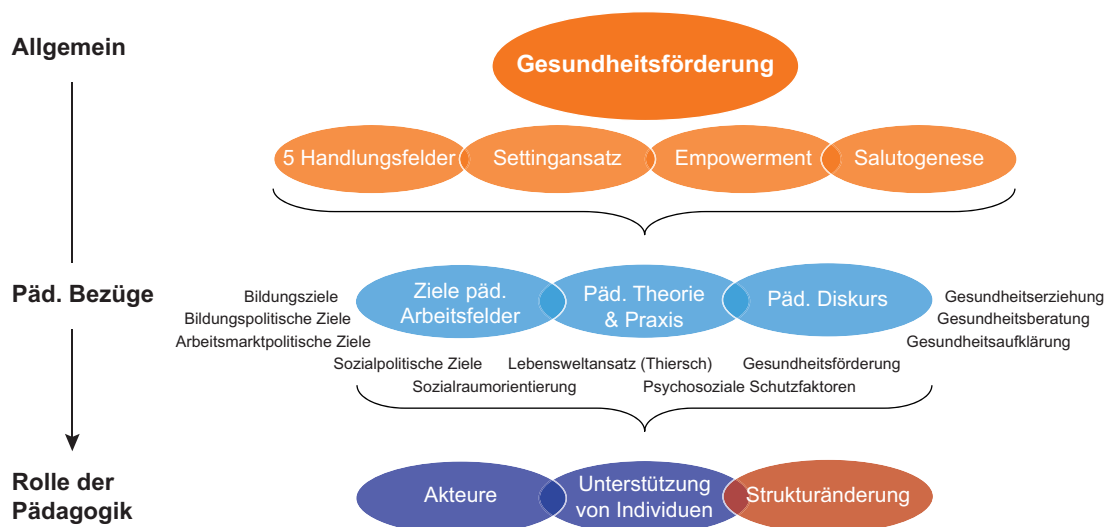 Allgemein
Gesundheitsförderung
5 Handlungsfelder
Settingansatz
Empowerment
Salutogenese
Päd. Bezüge
Bildungsziele
Bildungspolitische Ziele
Arbeitsmarktpolitische Ziele
Ziele päd.
Arbeitsfelder
Päd. Theorie
& Praxis
Päd. Diskurs
Gesundheitserziehung
Gesundheitsberatung
Gesundheitsaufklärung
Sozialpolitische Ziele
Lebensweltansatz (Thiersch)
Gesundheitsförderung
Sozialraumorientierung
Psychosoziale Schutzfaktoren
Rolle der
Pädagogik
Akteure
Unterstützung
von Individuen
Strukturänderung